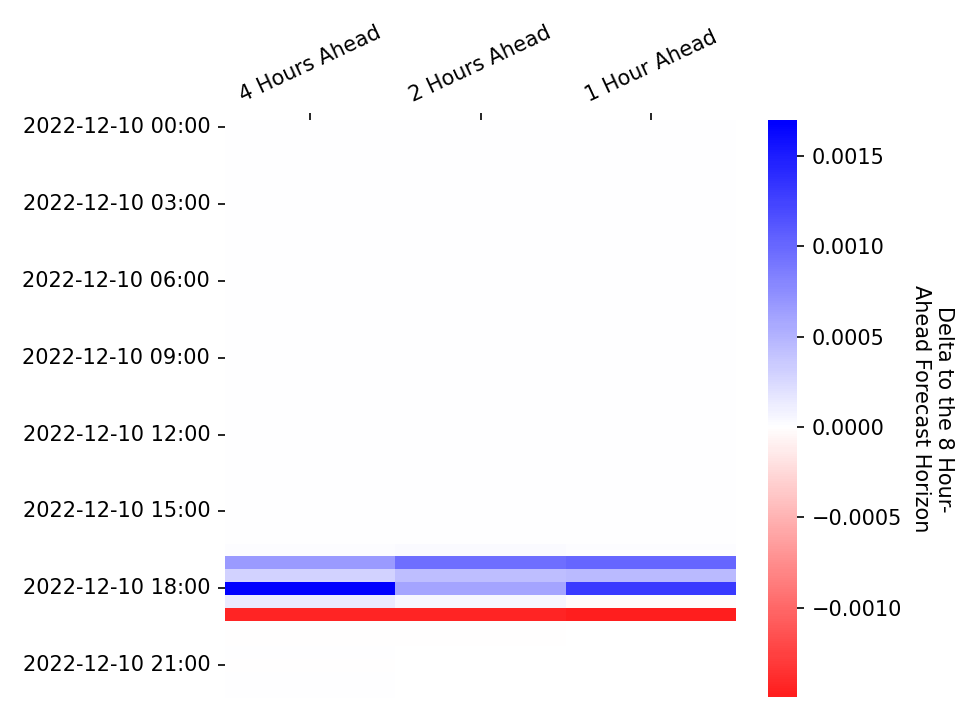 4 Hours Ahead
2 Hours Ahead
1 Hour Ahead
2022-12-10 00:00
2022-12-10 03:00
2022-12-10 06:00
2022-12-10 09:00
2022-12-10 12:00
2022-12-10 15:00
2022-12-10 18:00
2022-12-10 21:00
0.0015
0.0010
0.0005
0.0000
−0.0005
−0.0010
Delta to the 8 Hour-
Ahead Forecast Horizon